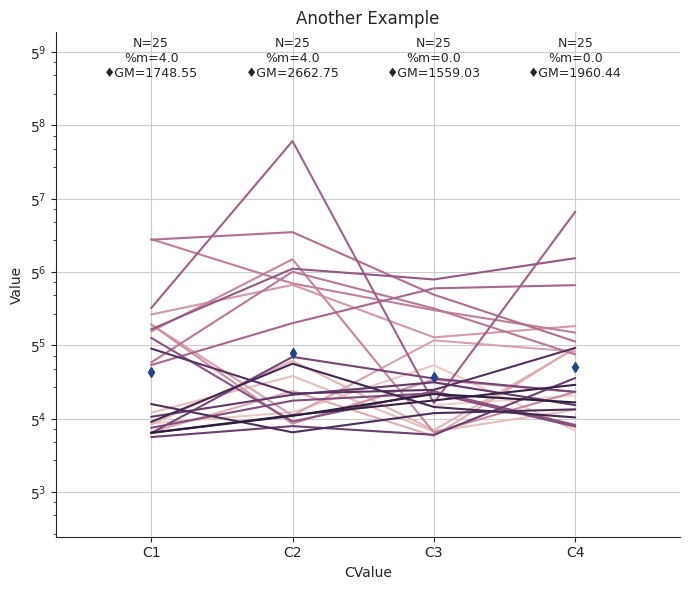 Another Example
N=25 N=25 N=25 N=25
%m=4.0 %m=4.0 %m=0.0 %m=0.0
♦GM=1748.55 ♦GM=2662.75 ♦GM=1559.03 ♦GM=1960.44
5⁹
5⁸
5⁷
5⁶
5⁵
5⁴
5³
Value
C1 C2 C3 C4
CValue